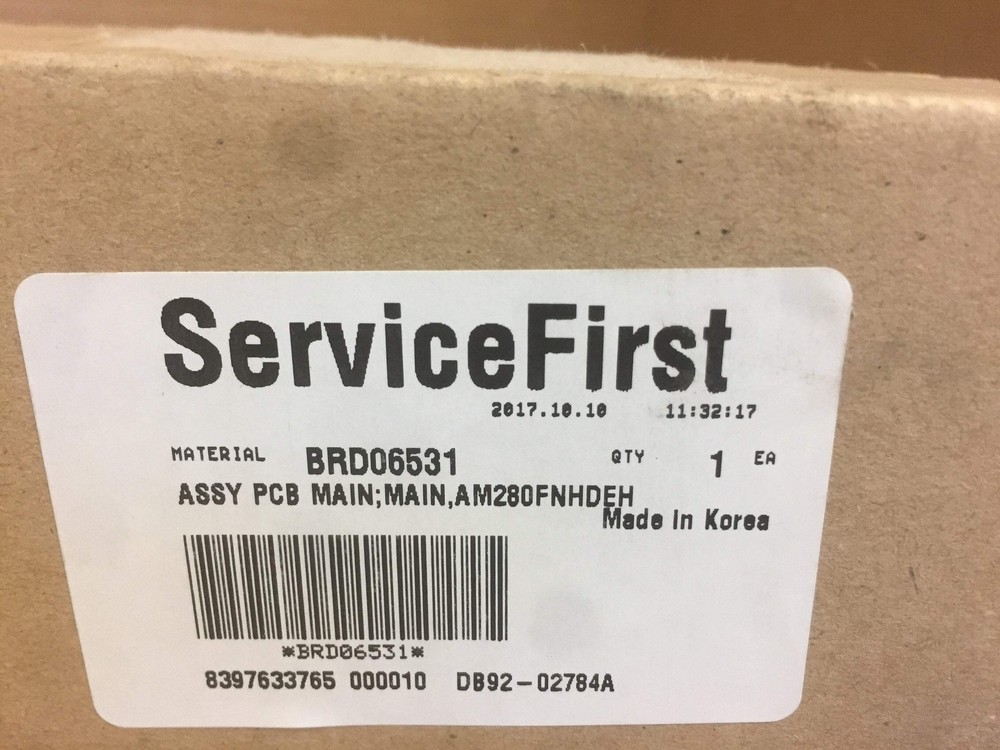 ServiceFirst
2017.10.10 11:32:17
MATERIAL BRD06531 QTY 1 EA
ASSY PCB MAIN;MAIN,AM280FNHDEH
Made in Korea
*BRD06531*
8397633765 000010 DB92-02784A